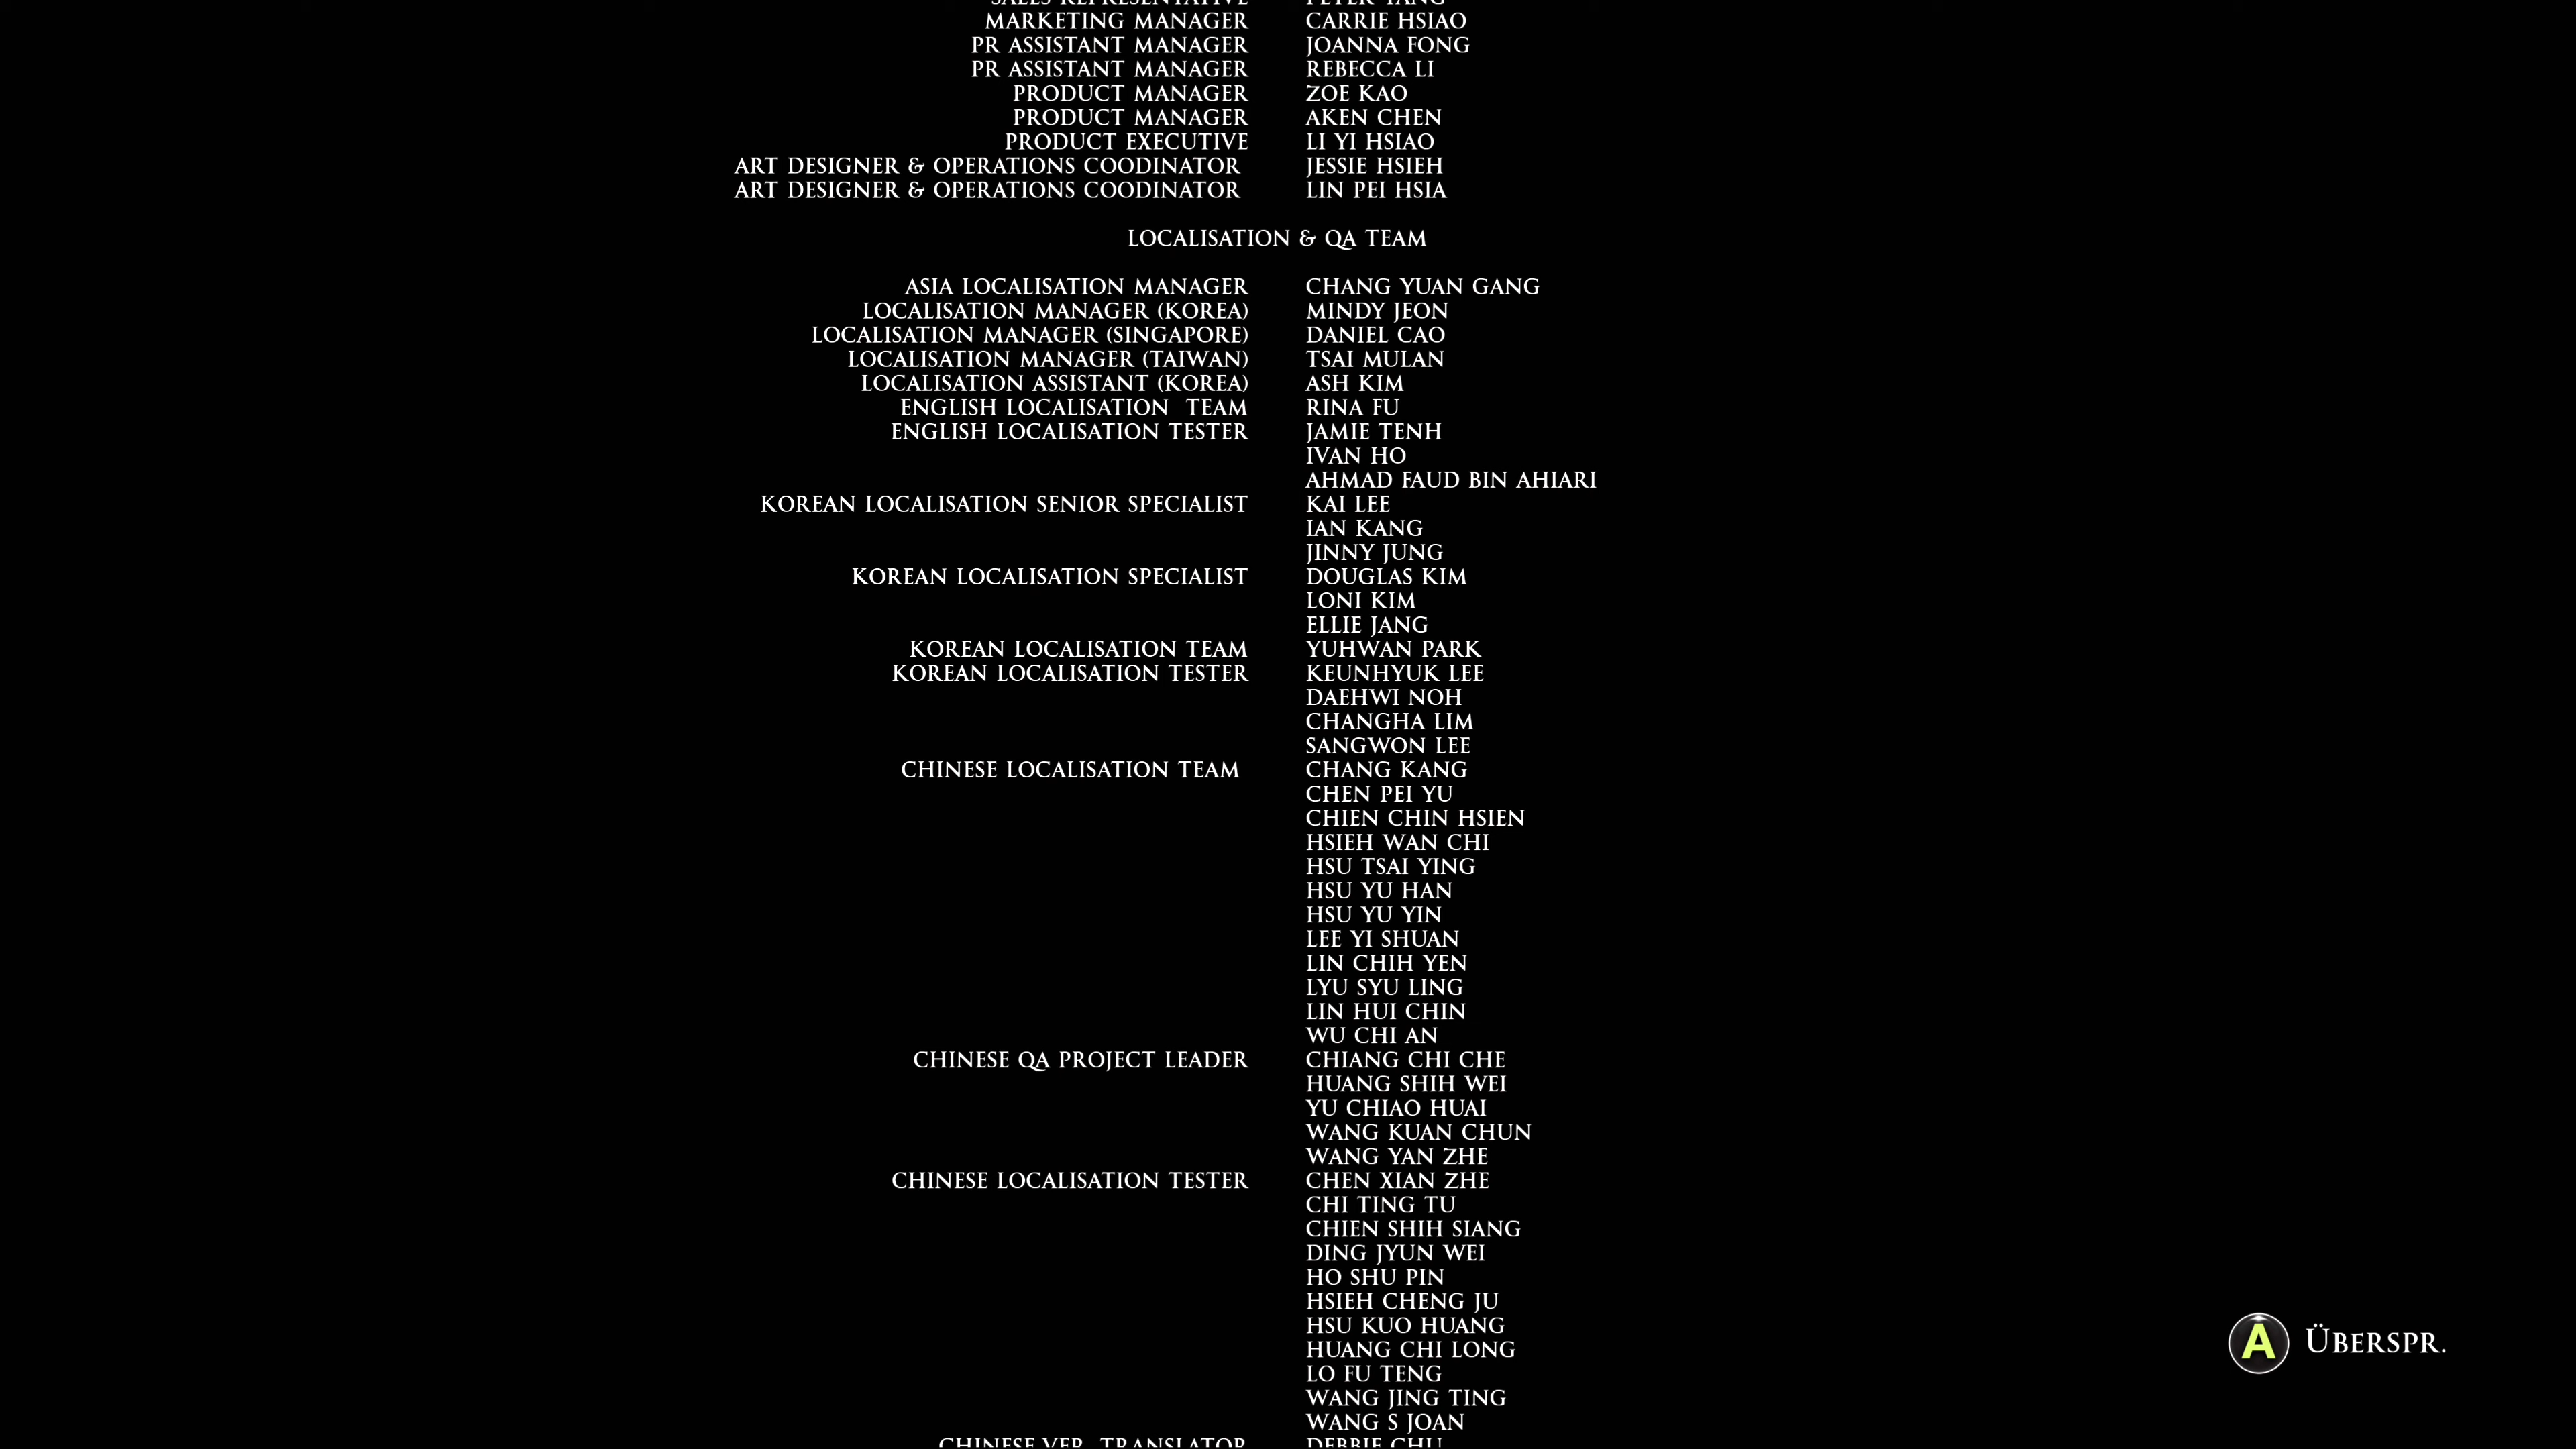 SALES REPRESENTATIVE PETER YANG
MARKETING MANAGER CARRIE HSIAO
PR ASSISTANT MANAGER JOANNA FONG
PR ASSISTANT MANAGER REBECCA LI
PRODUCT MANAGER ZOE KAO
PRODUCT MANAGER AKEN CHEN
PRODUCT EXECUTIVE LI YI HSIAO
ART DESIGNER & OPERATIONS COODINATOR JESSIE HSIEH
ART DESIGNER & OPERATIONS COODINATOR LIN PEI HSIA
LOCALISATION & QA TEAM
ASIA LOCALISATION MANAGER CHANG YUAN GANG
LOCALISATION MANAGER (KOREA) MINDY JEON
LOCALISATION MANAGER (SINGAPORE) DANIEL CAO
LOCALISATION MANAGER (TAIWAN) TSAI MULAN
LOCALISATION ASSISTANT (KOREA) ASH KIM
ENGLISH LOCALISATION TEAM RINA FU
ENGLISH LOCALISATION TESTER JAMIE TENH
IVAN HO
AHMAD FAUD BIN AHIARI
KOREAN LOCALISATION SENIOR SPECIALIST KAI LEE
IAN KANG
JINNY JUNG
KOREAN LOCALISATION SPECIALIST DOUGLAS KIM
LONI KIM
ELLIE JANG
KOREAN LOCALISATION TEAM YUHWAN PARK
KOREAN LOCALISATION TESTER KEUNHYUK LEE
DAEHWI NOH
CHANGHA LIM
SANGWON LEE
CHINESE LOCALISATION TEAM CHANG KANG
CHEN PEI YU
CHIEN CHIN HSIEN
HSIEH WAN CHI
HSU TSAI YING
HSU YU HAN
HSU YU YIN
LEE YI SHUAN
LIN CHIH YEN
LYU SYU LING
LIN HUI CHIN
WU CHI AN
CHINESE QA PROJECT LEADER CHIANG CHI CHE
HUANG SHIH WEI
YU CHIAO HUAI
WANG KUAN CHUN
WANG YAN ZHE
CHINESE LOCALISATION TESTER CHEN XIAN ZHE
CHI TING TU
CHIEN SHIH SIANG
DING JYUN WEI
HO SHU PIN
HSIEH CHENG JU
HSU KUO HUANG
HUANG CHI LONG
LO FU TENG
WANG JING TING
WANG S JOAN
CHINESE VER. TRANSLATOR DEBBIE CHU
A ÜBERSPR.